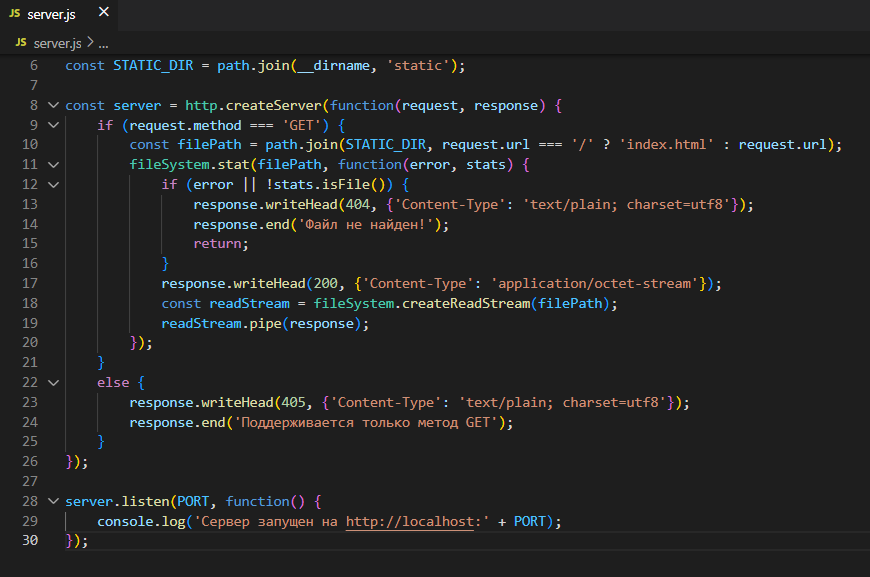 JS server.js ×
JS server.js > ...
6 const STATIC_DIR = path.join(__dirname, 'static');
7
8 const server = http.createServer(function(request, response) {
9 if (request.method === 'GET') {
10 const filePath = path.join(STATIC_DIR, request.url === '/' ? 'index.html' : request.url);
11 fileSystem.stat(filePath, function(error, stats) {
12 if (error || !stats.isFile()) {
13 response.writeHead(404, {'Content-Type': 'text/plain; charset=utf8'});
14 response.end('Файл не найден!');
15 return;
16 }
17 response.writeHead(200, {'Content-Type': 'application/octet-stream'});
18 const readStream = fileSystem.createReadStream(filePath);
19 readStream.pipe(response);
20 });
21 }
22 else {
23 response.writeHead(405, {'Content-Type': 'text/plain; charset=utf8'});
24 response.end('Поддерживается только метод GET');
25 }
26 });
27
28 server.listen(PORT, function() {
29 console.log('Сервер запущен на http://localhost:' + PORT);
30 });